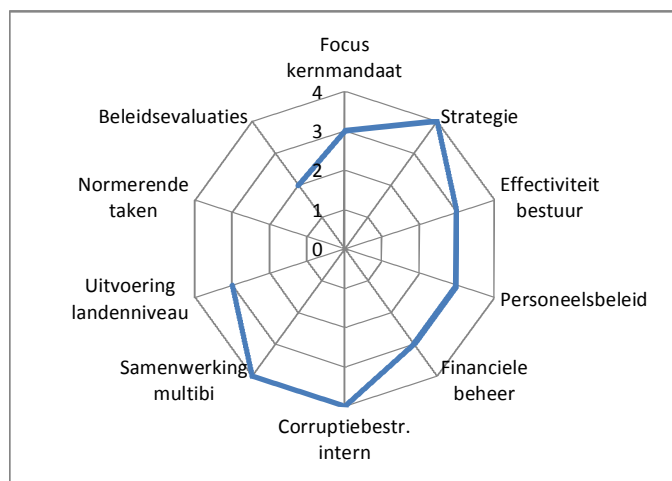 Focus
kernmandaat
Strategie
Effectiviteit
bestuur
Personeelsbeleid
Financiele
beheer
Corruptiebestr.
intern
Samenwerking
multibi
Uitvoering
landenniveau
Normerende
taken
Beleidsevaluaties
4
3
2
1
0